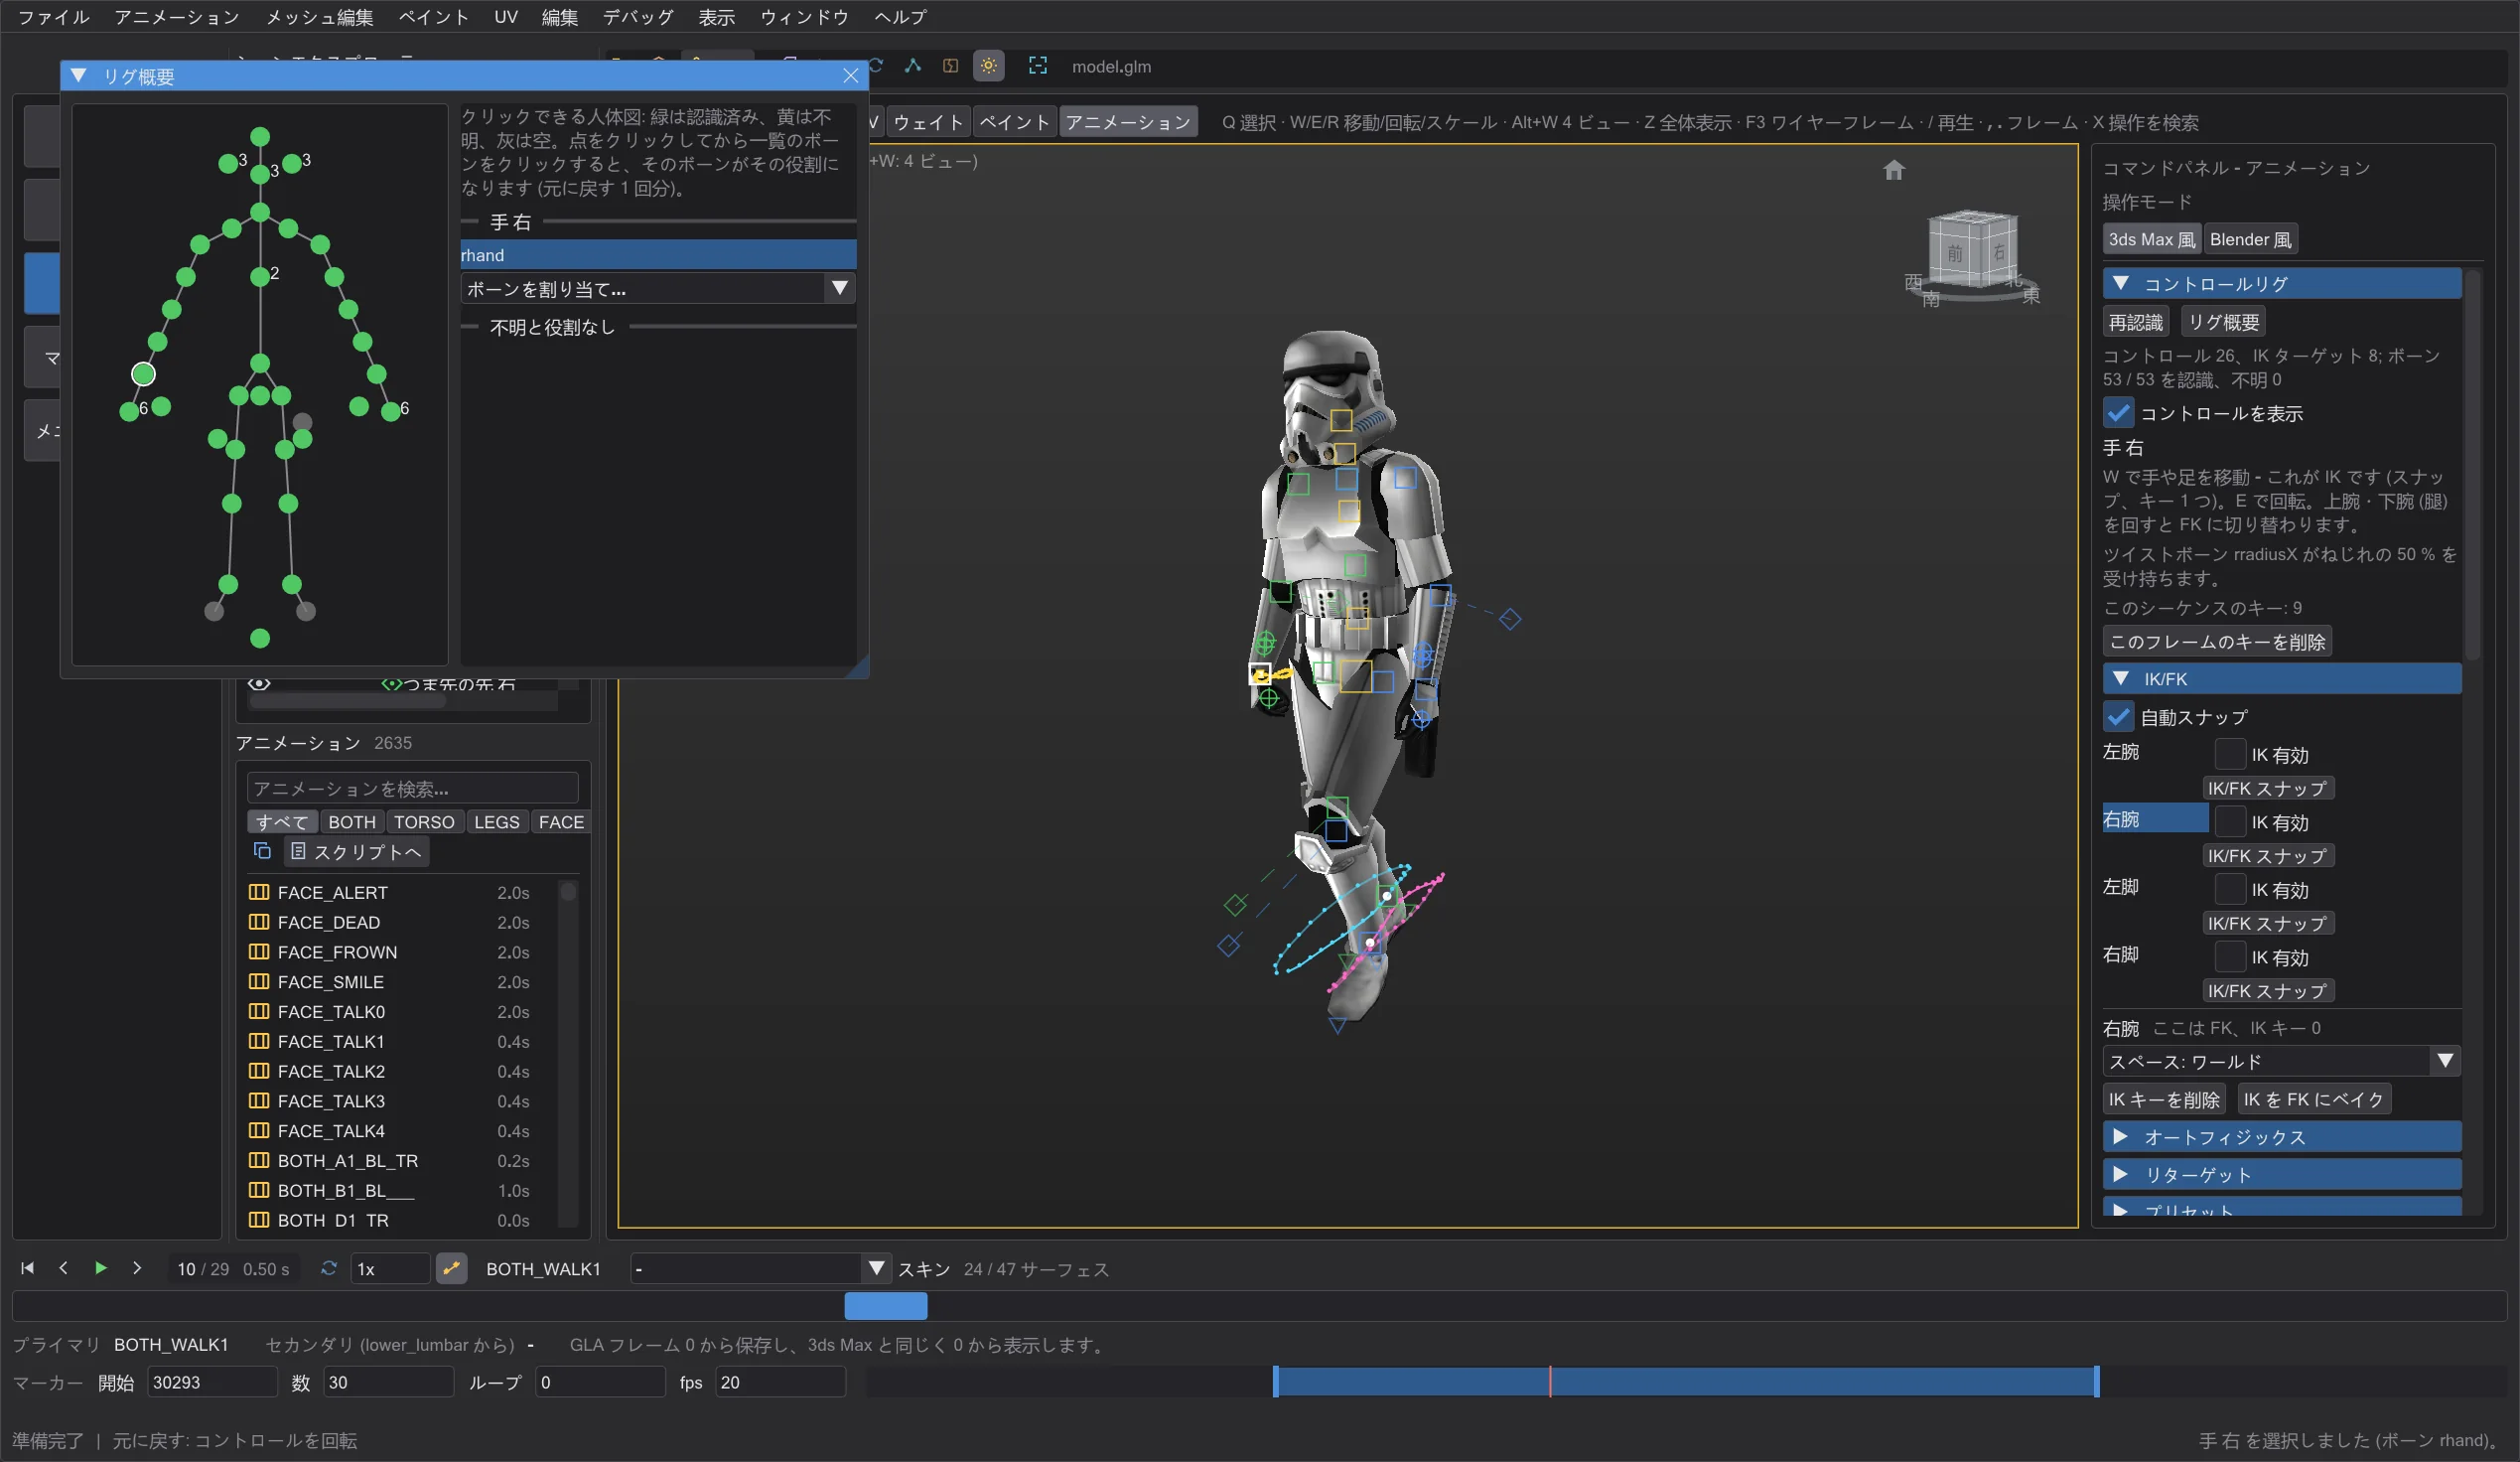 ファイル アニメーション メッシュ編集 ペイント UV 編集 デバッグ 表示 ウィンドウ ヘルプ
model.glm
リグ概要
クリックできる人体図: 緑は認識済み、黄は不
明、灰は空。点をクリックしてから一覧のボー
ンをクリックすると、そのボーンがその役割に
なります (元に戻す 1 回分)。
手 右
rhand
ボーンを割り当て...
不明と役割なし
3 3
3
2
6 6
ウェイト ペイント アニメーション Q 選択 · W/E/R 移動/回転/スケール · Alt+W 4 ビュー · Z 全体表示 · F3 ワイヤーフレーム · / 再生 · , . フレーム · X 操作を検索
+W: 4 ビュー)
前 右
西 南 北 東
つま先の先 右
アニメーション 2635
アニメーションを検索...
すべて BOTH TORSO LEGS FACE
スクリプトへ
FACE_ALERT 2.0s
FACE_DEAD 2.0s
FACE_FROWN 2.0s
FACE_SMILE 2.0s
FACE_TALK0 2.0s
FACE_TALK1 0.4s
FACE_TALK2 0.4s
FACE_TALK3 0.4s
FACE_TALK4 0.4s
BOTH_A1_BL_TR 0.2s
BOTH_B1_BL___ 1.0s
BOTH_D1_TR 0.0s
コマンドパネル - アニメーション
操作モード
3ds Max 風 Blender 風
コントロールリグ
再認識 リグ概要
コントロール 26、IK ターゲット 8; ボーン
53 / 53 を認識、不明 0
コントロールを表示
手 右
W で手や足を移動 - これが IK です (スナッ
プ、キー 1 つ)。E で回転。上腕・下腕 (腿)
を回すと FK に切り替わります。
ツイストボーン rradiusX がねじれの 50 % を
受け持ちます。
このシーケンスのキー: 9
このフレームのキーを削除
IK/FK
自動スナップ
左腕 IK 有効
IK/FK スナップ
右腕 IK 有効
IK/FK スナップ
左脚 IK 有効
IK/FK スナップ
右脚 IK 有効
IK/FK スナップ
右腕 ここは FK、IK キー 0
スペース: ワールド
IK キーを削除 IK を FK にベイク
オートフィジックス
リターゲット
プリセット
10 / 29 0.50 s 1x BOTH_WALK1 - スキン 24 / 47 サーフェス
プライマリ BOTH_WALK1 セカンダリ (lower_lumbar から) - GLA フレーム 0 から保存し、3ds Max と同じく 0 から表示します。
マーカー 開始 30293 数 30 ループ 0 fps 20
準備完了 | 元に戻す: コントロールを回転
手 右 を選択しました (ボーン rhand)。